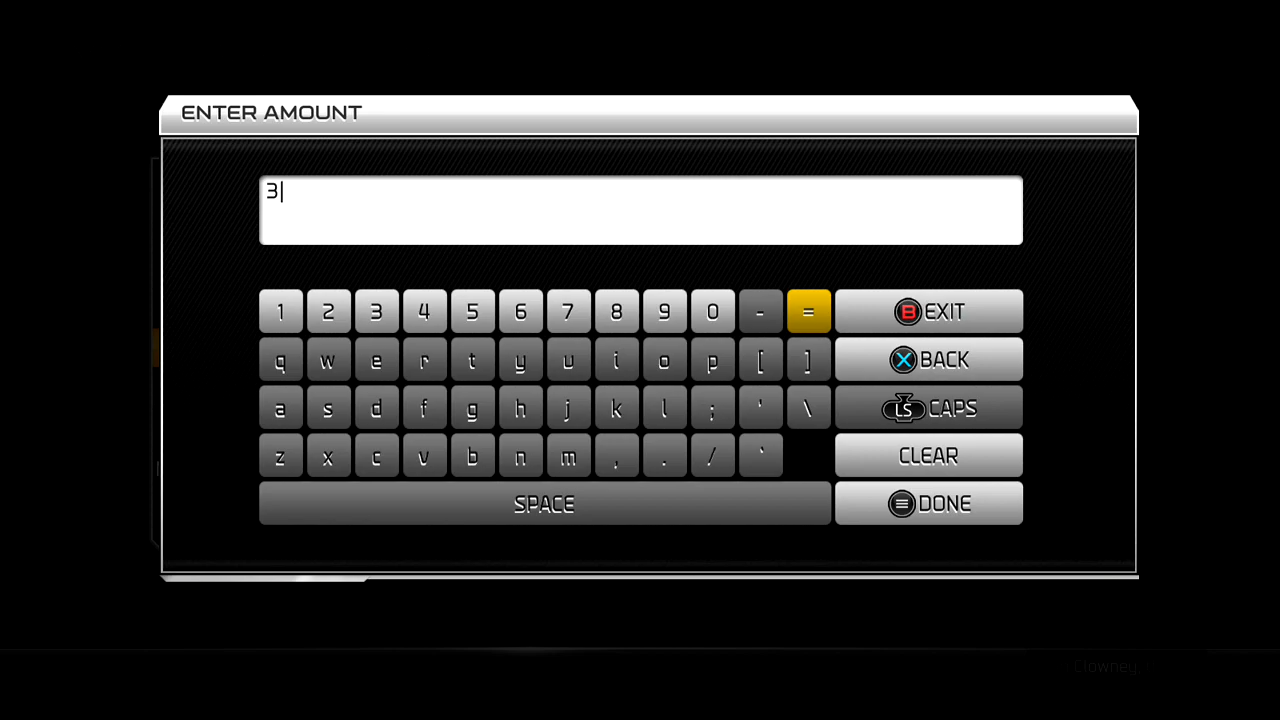 ENTER AMOUNT
3
1 2 3 4 5 6 7 8 9 0 - = B EXIT
q w e r t y u i o p [ ] X BACK
a s d f g h j k l ; ' \ LS CAPS
z x c v b n m , . / ` CLEAR
SPACE DONE
Clowney